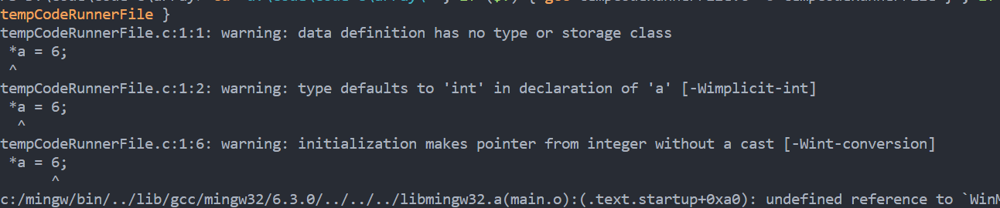 tempCodeRunnerFile }
tempCodeRunnerFile.c:1:1: warning: data definition has no type or storage class
 *a = 6;
 ^
tempCodeRunnerFile.c:1:2: warning: type defaults to 'int' in declaration of 'a' [-Wimplicit-int]
 *a = 6;
  ^
tempCodeRunnerFile.c:1:6: warning: initialization makes pointer from integer without a cast [-Wint-conversion]
 *a = 6;
      ^
c:/mingw/bin/../lib/gcc/mingw32/6.3.0/../../../libmingw32.a(main.o):(.text.startup+0xa0): undefined reference to `Win